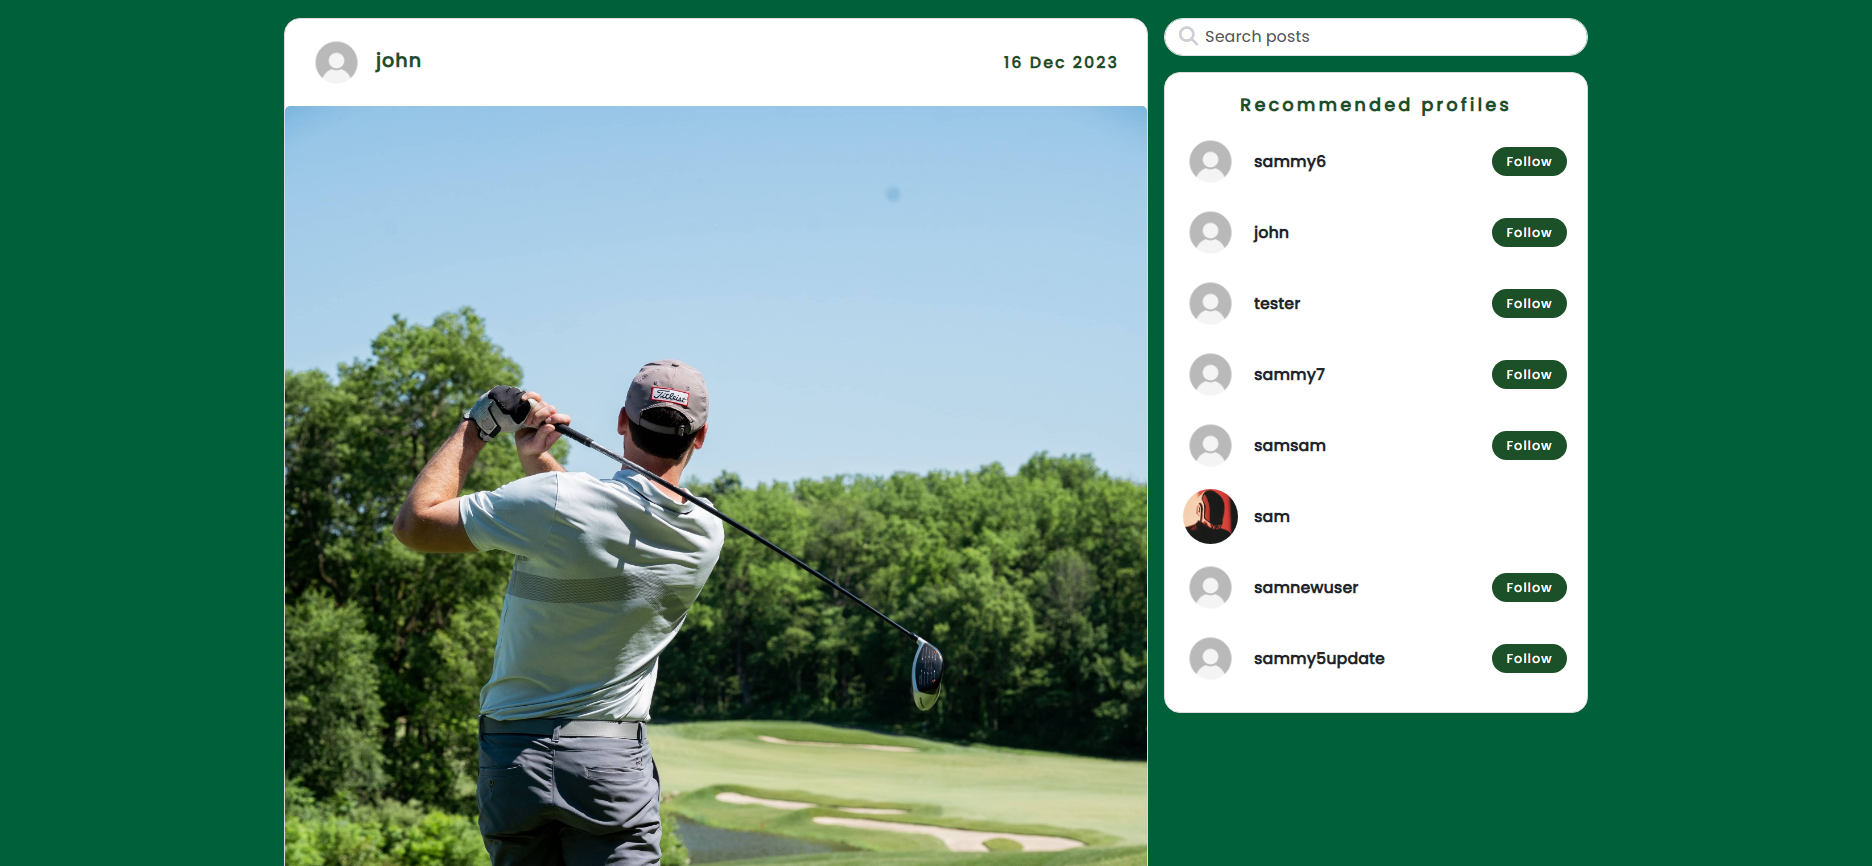 john
16 Dec 2023
Titleist
Search posts
Recommended profiles
sammy6
Follow
john
Follow
tester
Follow
sammy7
Follow
samsam
Follow
sam
samnewuser
Follow
sammy5update
Follow